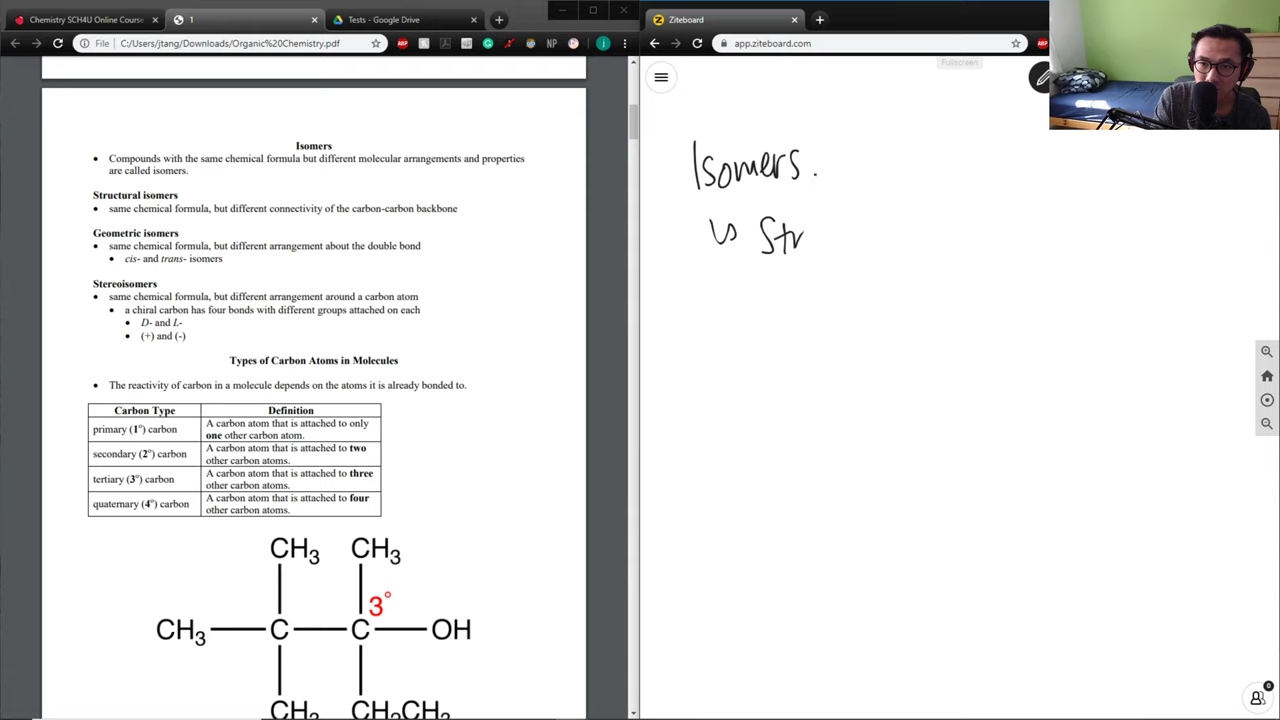 Chemistry SCH4U Online Course
1
Tests - Google Drive
File
C:/Users/jtang/Downloads/Organic%20Chemistry.pdf
ABP
NP
j
Isomers
Compounds with the same chemical formula but different molecular arrangements and properties
are called isomers.
Structural isomers
same chemical formula, but different connectivity of the carbon-carbon backbone
Geometric isomers
same chemical formula, but different arrangement about the double bond
cis- and trans- isomers
Stereoisomers
same chemical formula, but different arrangement around a carbon atom
a chiral carbon has four bonds with different groups attached on each
D- and L-
(+) and (-)
Types of Carbon Atoms in Molecules
The reactivity of carbon in a molecule depends on the atoms it is already bonded to.
Carbon Type Definition
primary (1°) carbon A carbon atom that is attached to only
one other carbon atom.
secondary (2°) carbon A carbon atom that is attached to two
other carbon atoms.
tertiary (3°) carbon A carbon atom that is attached to three
other carbon atoms.
quaternary (4°) carbon A carbon atom that is attached to four
other carbon atoms.
CH3 CH3
3°
CH3 C C OH
CH2CH
Ziteboard
app.ziteboard.com
ABP
Fullscreen
Isomers.
Str
0